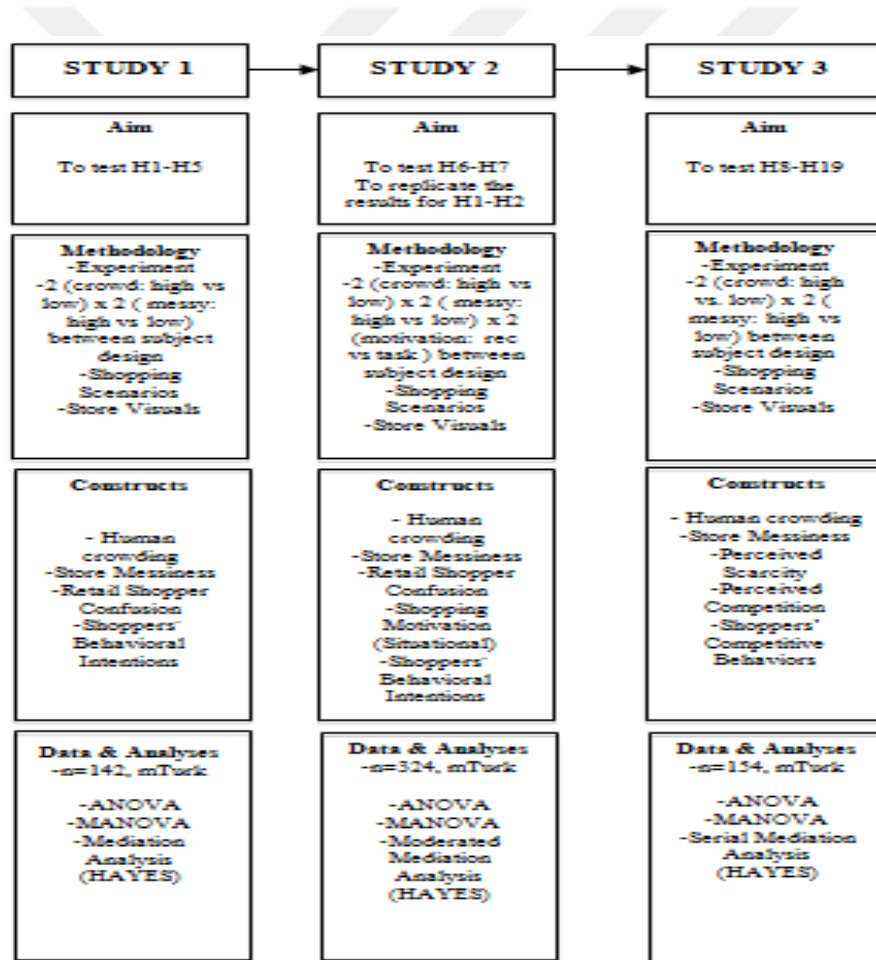 STUDY 1
STUDY 2
STUDY 3
Aim
To test H1-H5
Aim
To test H6-H7
To replicate the
results for H1-H2
Aim
To test H8-H19
Methodology
-Experiment
-2 (crowd: high vs
low) x 2 ( messy:
high vs low)
between subject
design
-Shopping
Scenarios
-Store Visuals
Methodology
-Experiment
-2 (crowd: high vs
low) x 2 ( messy:
high vs low) x 2
(motivation: rec
vs task ) between
subject design
-Shopping
Scenarios
-Store Visuals
Methodology
-Experiment
-2 (crowd: high
vs. low) x 2 (
messy: high vs
low) between
subject design
-Shopping
Scenarios
-Store Visuals
Constructs
- Human
crowding
-Store Messiness
-Retail Shopper
Confusion
-Shoppers'
Behavioral
Intentions
Constructs
- Human
crowding
-Store Messiness
-Retail Shopper
Confusion
-Shopping
Motivation
(Situational)
-Shoppers'
Behavioral
Intentions
Constructs
- Human crowding
-Store Messiness
-Perceived
Scarcity
-Perceived
Competition
-Shoppers'
Competitive
Behaviors
Data & Analyses
-n=142, mTurk
-ANOVA
-MANOVA
-Mediation
Analysis
(HAYES)
Data & Analyses
-n=324, mTurk
-ANOVA
-MANOVA
-Moderated
Mediation
Analysis
(HAYES)
Data & Analyses
-n=154, mTurk
-ANOVA
-MANOVA
-Serial Mediation
Analysis
(HAYES)